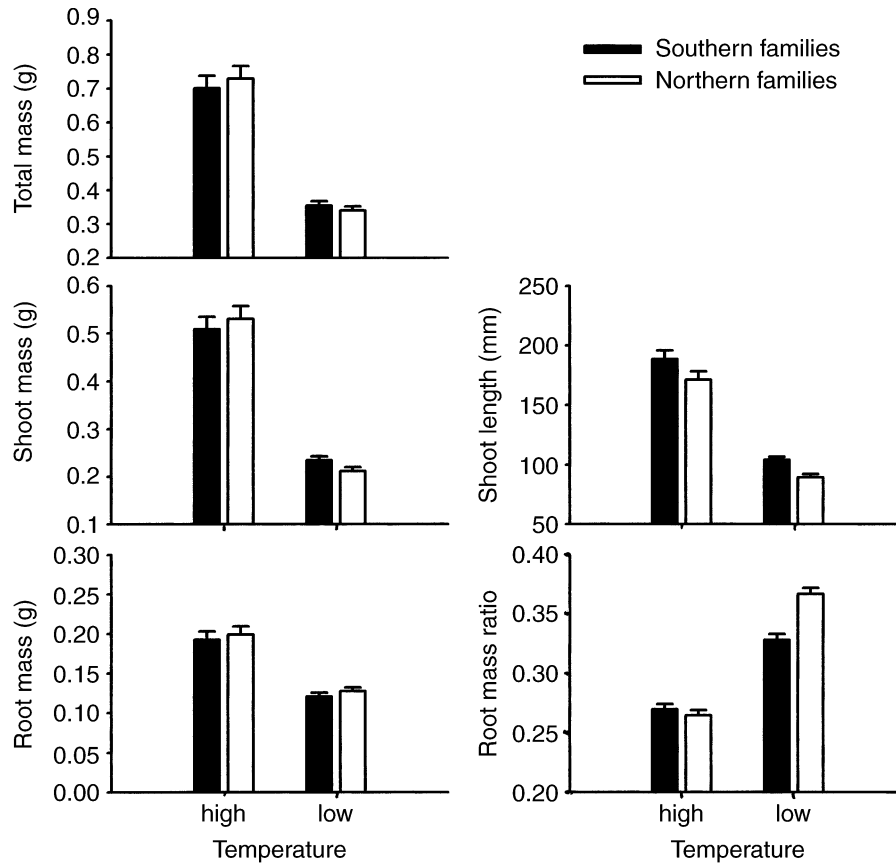 Southern families
Northern families
Total mass (g)
0.9
0.8
0.7
0.6
0.5
0.4
0.3
0.2
Shoot mass (g)
0.6
0.5
0.4
0.3
0.2
0.1
Shoot length (mm)
250
200
150
100
50
Root mass (g)
0.30
0.25
0.20
0.15
0.10
0.05
0.00
high low
Temperature
Root mass ratio
0.40
0.35
0.30
0.25
0.20
high low
Temperature